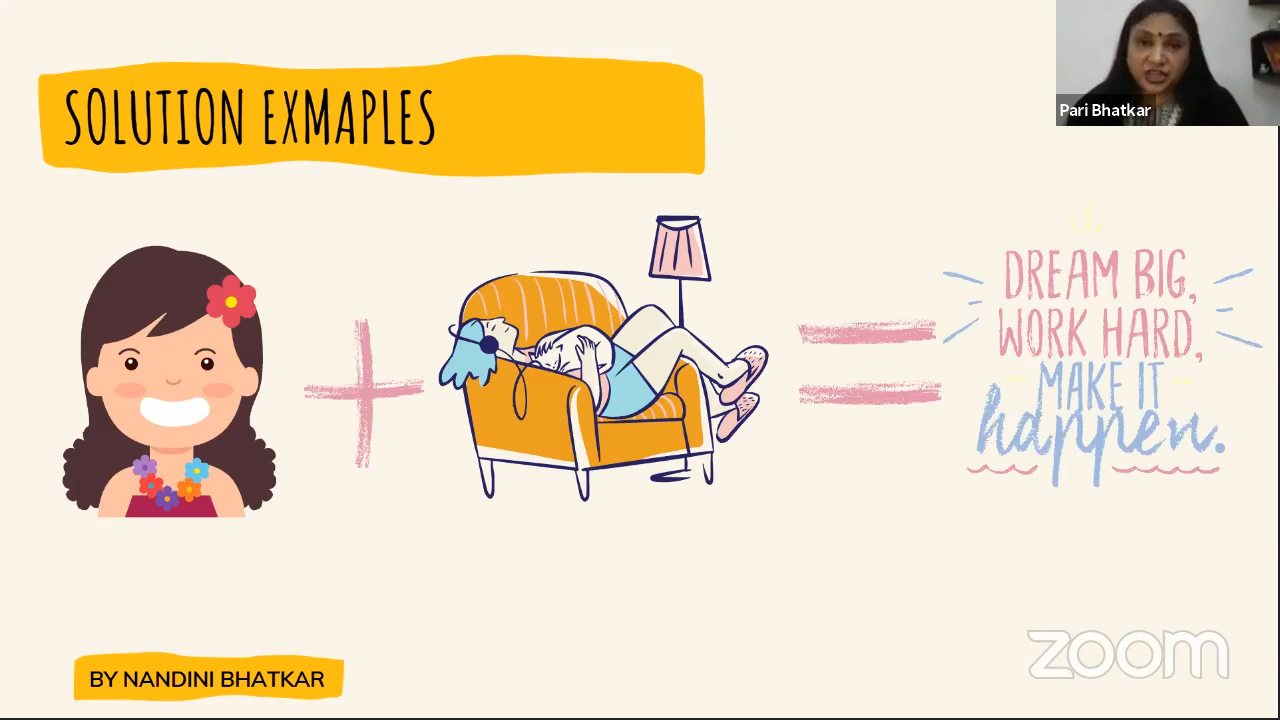 SOLUTION EXMAPLES
Pari Bhatkar
DREAM BIG,
WORK HARD,
MAKE IT
happen.
BY NANDINI BHATKAR
zoom